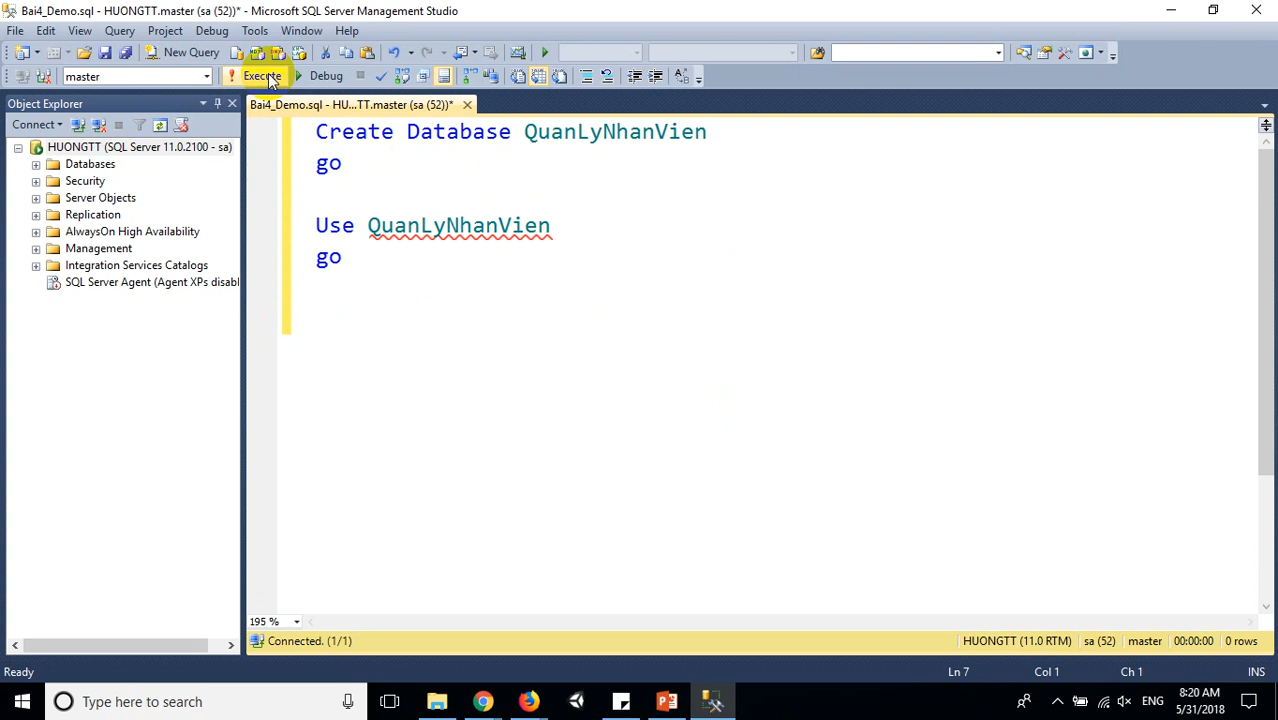 Bai4_Demo.sql - HUONGTT.master (sa (52))* - Microsoft SQL Server Management Studio
File Edit View Query Project Debug Tools Window Help
New Query
master Execute Debug
Object Explorer
Bai4_Demo.sql - HU...TT.master (sa (52))*
Connect
HUONGTT (SQL Server 11.0.2100 - sa)
Databases
Security
Server Objects
Replication
AlwaysOn High Availability
Management
Integration Services Catalogs
SQL Server Agent (Agent XPs disabl
Create Database QuanLyNhanVien
go
Use QuanLyNhanVien
go
195 %
Connected. (1/1) HUONGTT (11.0 RTM) sa (52) master 00:00:00 0 rows
Ready Ln 7 Col 1 Ch 1 INS
Type here to search
ENG
8:20 AM
5/31/2018